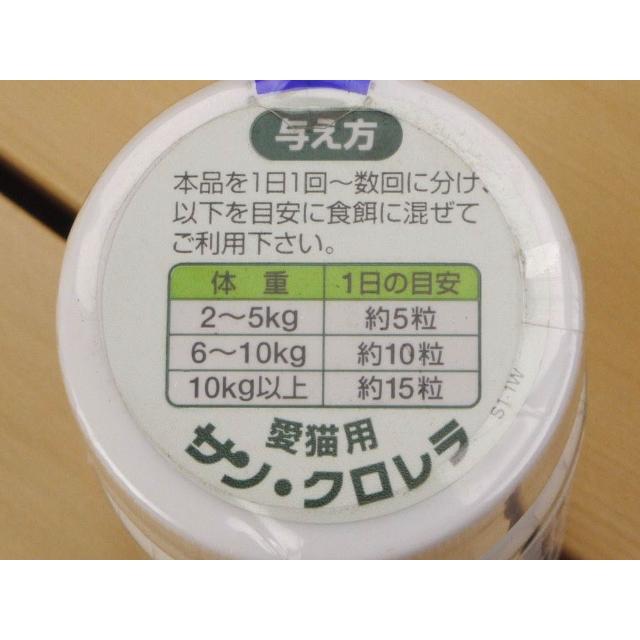 与え方
本品を1日1回～数回に分け、
以下を目安に食餌に混ぜて
ご利用下さい。
体重 1日の目安
2～5kg 約5粒
6～10kg 約10粒
10kg以上 約15粒
愛猫用
サン・クロレラ
S1-1W